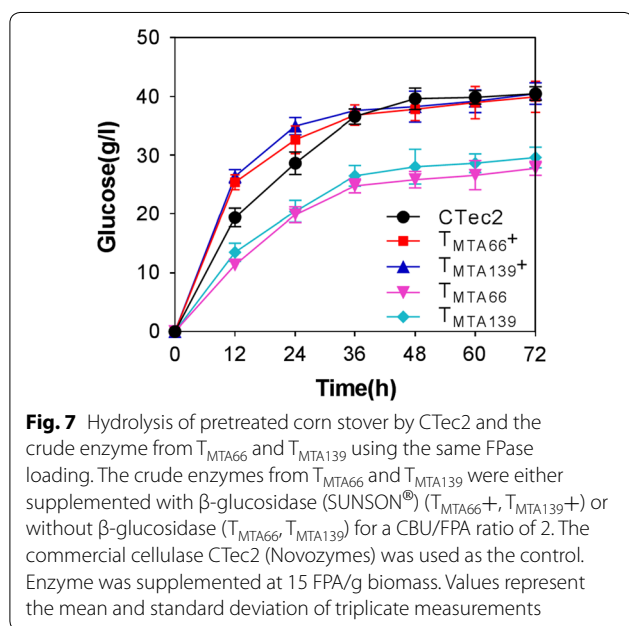 50
40
30
20
10
0
Glucose(g/l)
CTec2
TMTA66+
TMTA139+
TMTA66
TMTA139
0 12 24 36 48 60 72
Time(h)
Fig. 7 Hydrolysis of pretreated corn stover by CTec2 and the
crude enzyme from TMTA66 and TMTA139 using the same FPase
loading. The crude enzymes from TMTA66 and TMTA139 were either
supplemented with β-glucosidase (SUNSON®) (TMTA66+, TMTA139+) or
without β-glucosidase (TMTA66, TMTA139) for a CBU/FPA ratio of 2. The
commercial cellulase CTec2 (Novozymes) was used as the control.
Enzyme was supplemented at 15 FPA/g biomass. Values represent
the mean and standard deviation of triplicate measurements